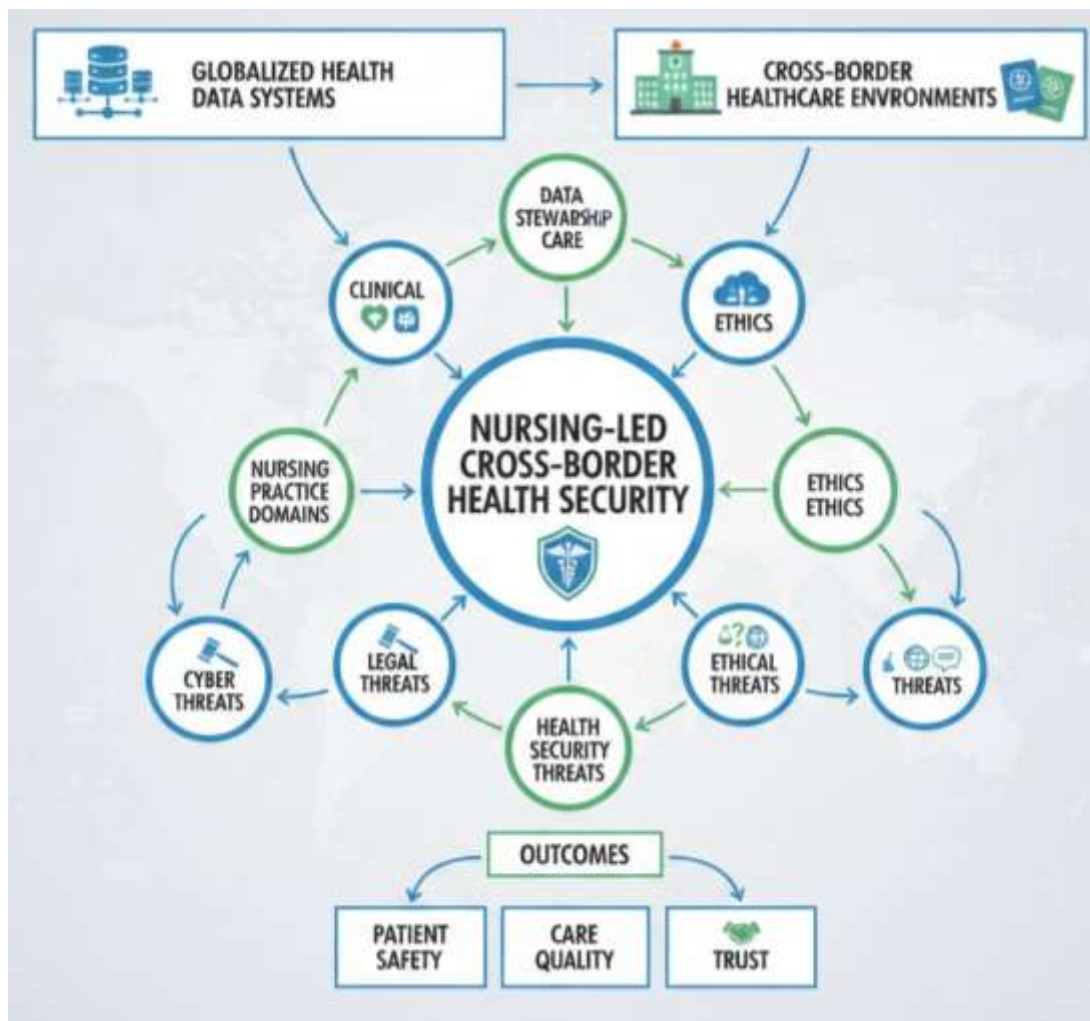 GLOBALIZED HEALTH
DATA SYSTEMS
CROSS-BORDER
HEALTHCARE ENVIRONMENTS
DATA
STEWARSHIP
CARE
CLINICAL
ETHICS
NURSING-LED
CROSS-BORDER
HEALTH SECURITY
NURSING
PRACTICE
DOMAINS
ETHICS
ETHICS
CYBER
THREATS
LEGAL
THREATS
ETHICAL
THREATS
THREATS
HEALTH
SECURITY
THREATS
OUTCOMES
PATIENT
SAFETY
CARE
QUALITY
TRUST